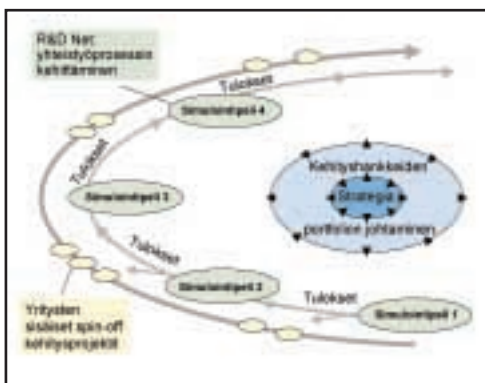 R&D Net:
yhteistyöprosessin
kehittäminen
Tulokset
Simulointipeli 4
Tulokset
Kehityshankkeiden
Strategia
portfolion johtaminen
Simulointipeli 3
Tulokset
Simulointipeli 2
Tulokset
Simulointipeli 1
Yritysten
sisäiset spin-off
kehitysprojektit